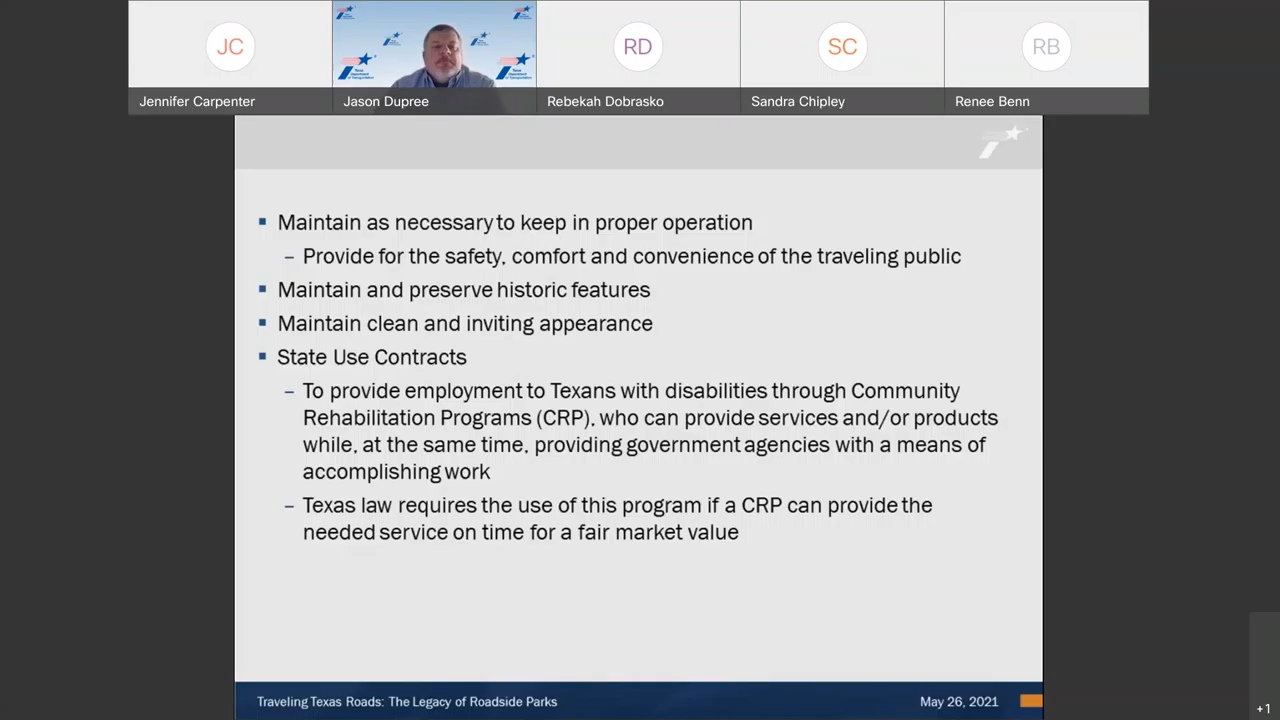 JC
RD
SC
RB
Jennifer Carpenter
Jason Dupree
Rebekah Dobrasko
Sandra Chipley
Renee Benn
▪ Maintain as necessary to keep in proper operation
– Provide for the safety, comfort and convenience of the traveling public
▪ Maintain and preserve historic features
▪ Maintain clean and inviting appearance
▪ State Use Contracts
– To provide employment to Texans with disabilities through Community
Rehabilitation Programs (CRP), who can provide services and/or products
while, at the same time, providing government agencies with a means of
accomplishing work
– Texas law requires the use of this program if a CRP can provide the
needed service on time for a fair market value
Traveling Texas Roads: The Legacy of Roadside Parks
May 26, 2021
+1